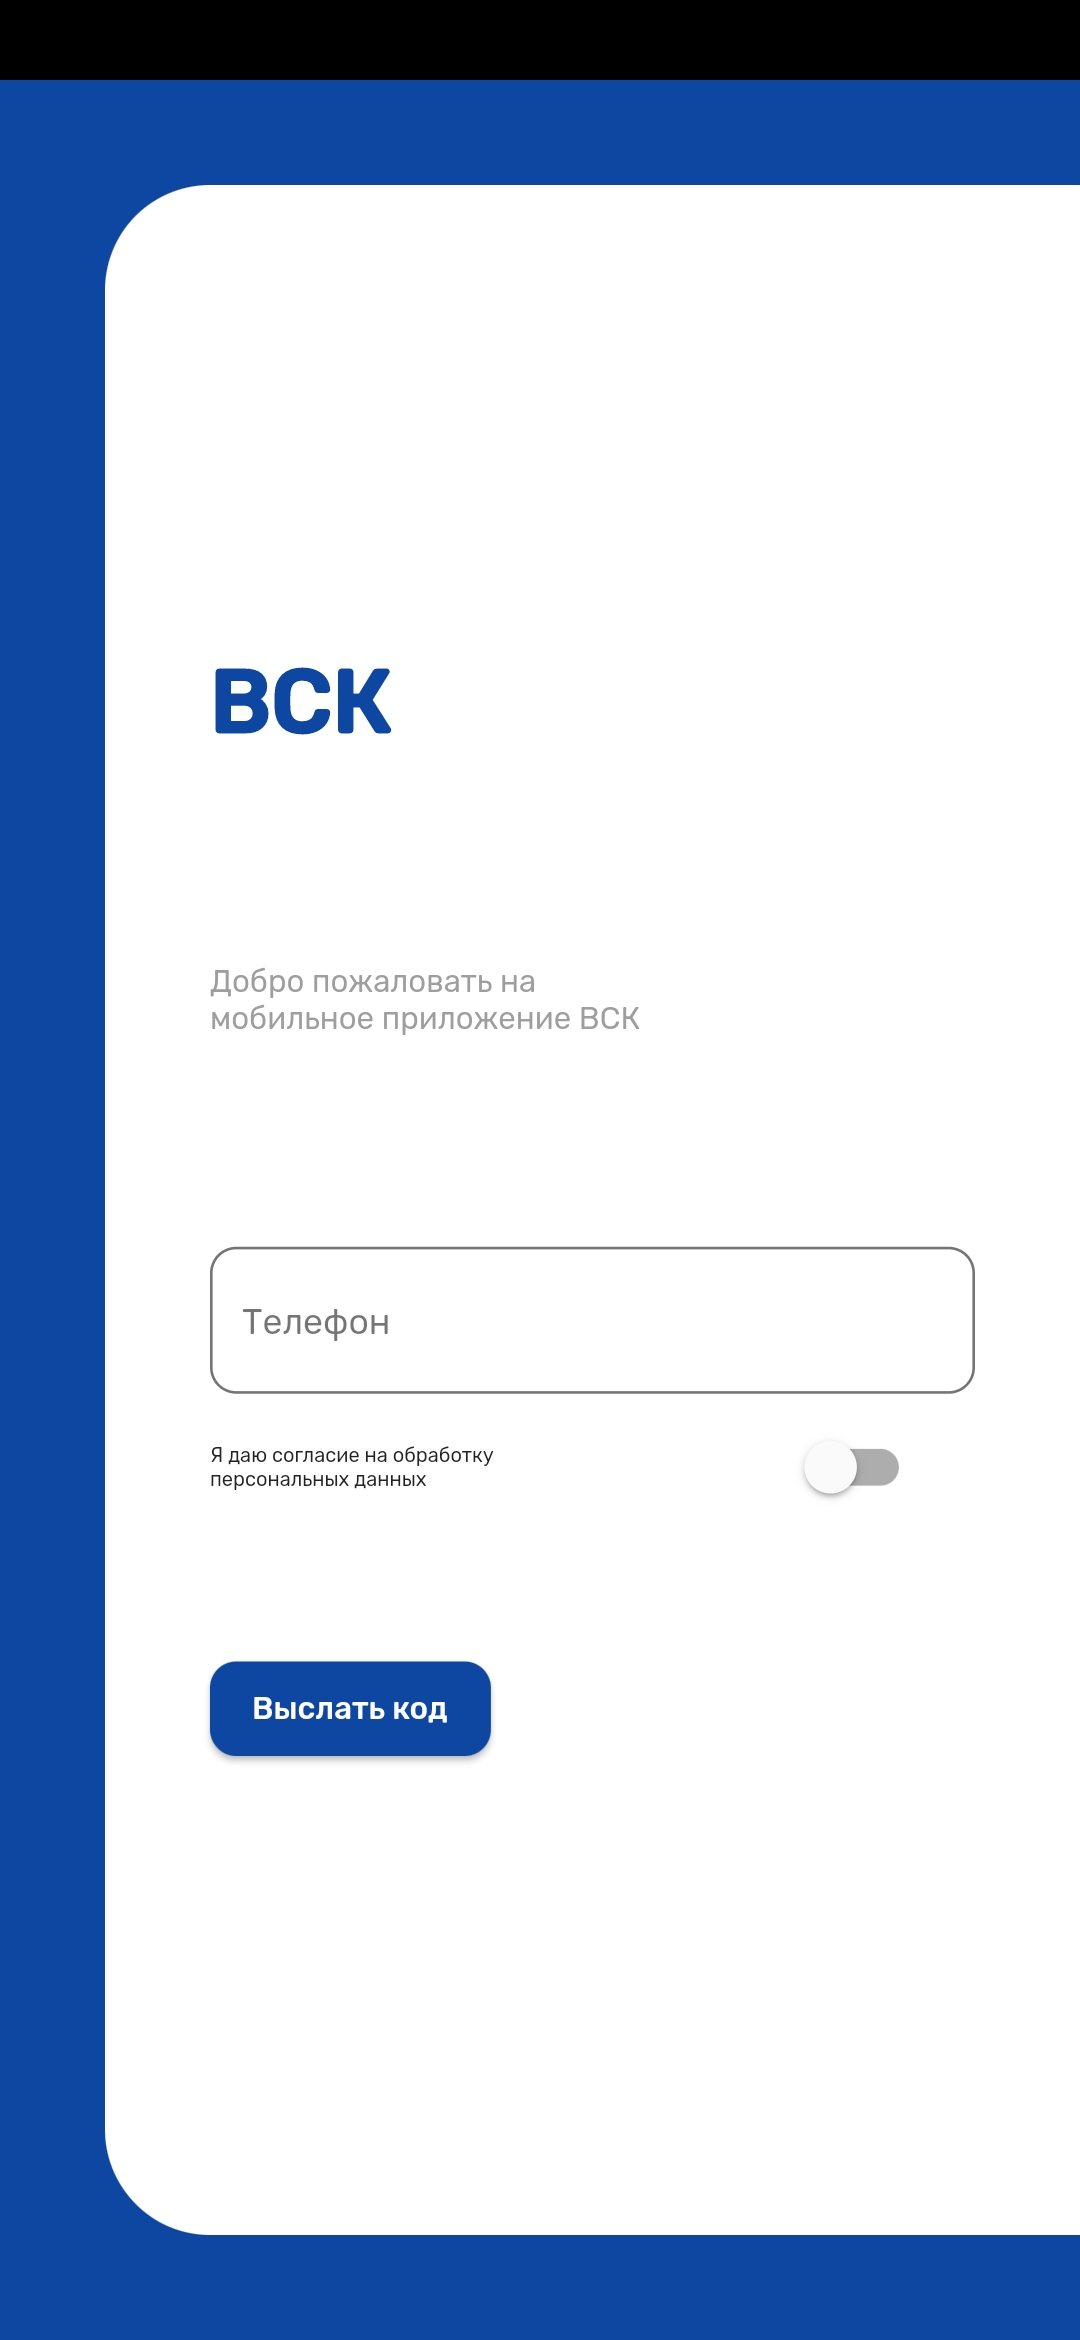 ВСК
Добро пожаловать на
мобильное приложение ВСК
Телефон
Я даю согласие на обработку
персональных данных
Выслать код